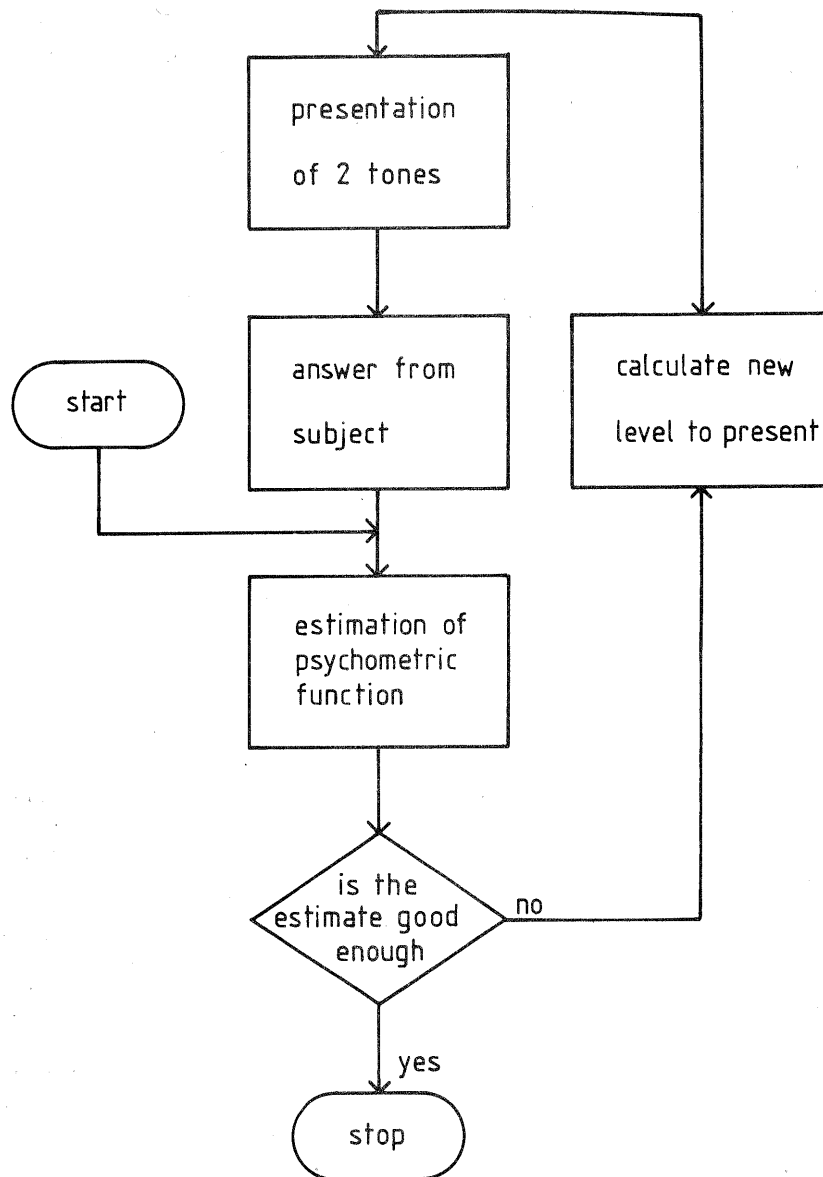 presentation
of 2 tones
answer from
subject
calculate new
level to present
start
estimation of
psychometric
function
is the
estimate good
enough
no
yes
stop